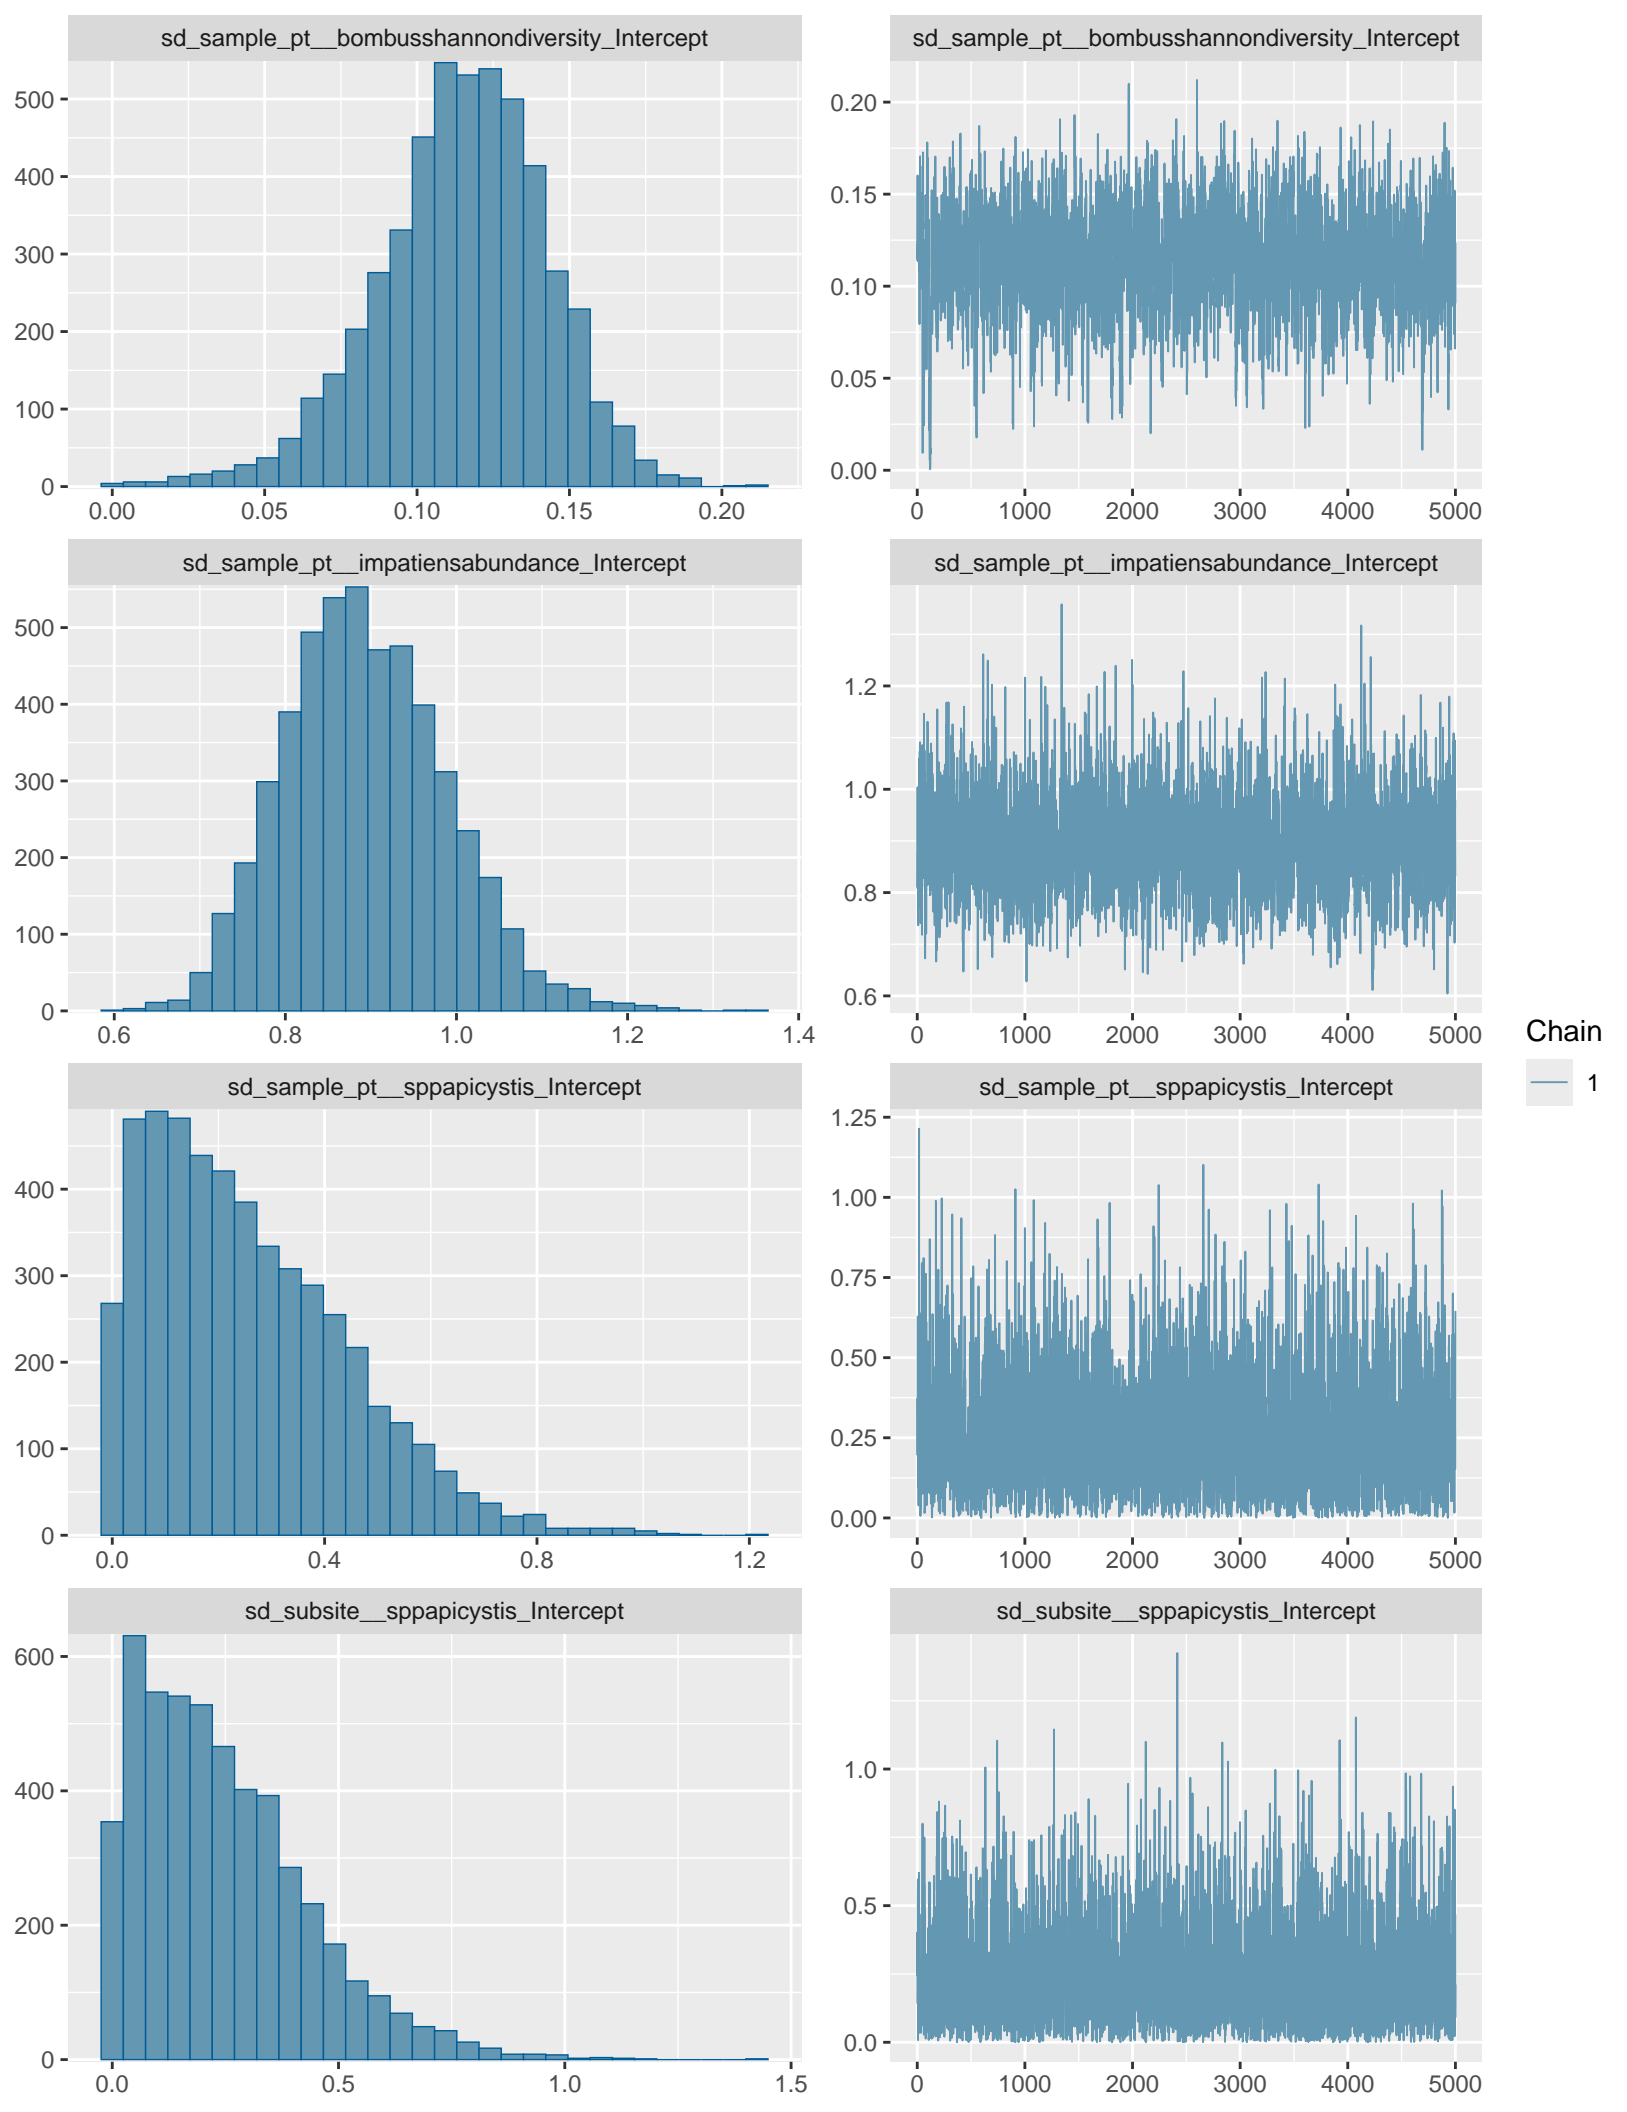 sd_sample_pt__bombusshannondiversity_Intercept
500
400
300
200
100
0
0.00 0.05 0.10 0.15 0.20
sd_sample_pt__bombusshannondiversity_Intercept
0.20
0.15
0.10
0.05
0.00
0 1000 2000 3000 4000 5000
sd_sample_pt__impatiensabundance_Intercept
500
400
300
200
100
0
0.6 0.8 1.0 1.2 1.4
sd_sample_pt__impatiensabundance_Intercept
1.2
1.0
0.8
0.6
0 1000 2000 3000 4000 5000
sd_sample_pt__sppapicystis_Intercept
400
300
200
100
0
0.0 0.4 0.8 1.2
sd_sample_pt__sppapicystis_Intercept
1.25
1.00
0.75
0.50
0.25
0.00
0 1000 2000 3000 4000 5000
sd_subsite__sppapicystis_Intercept
600
400
200
0
0.0 0.5 1.0 1.5
sd_subsite__sppapicystis_Intercept
1.0
0.5
0.0
0 1000 2000 3000 4000 5000
Chain
1